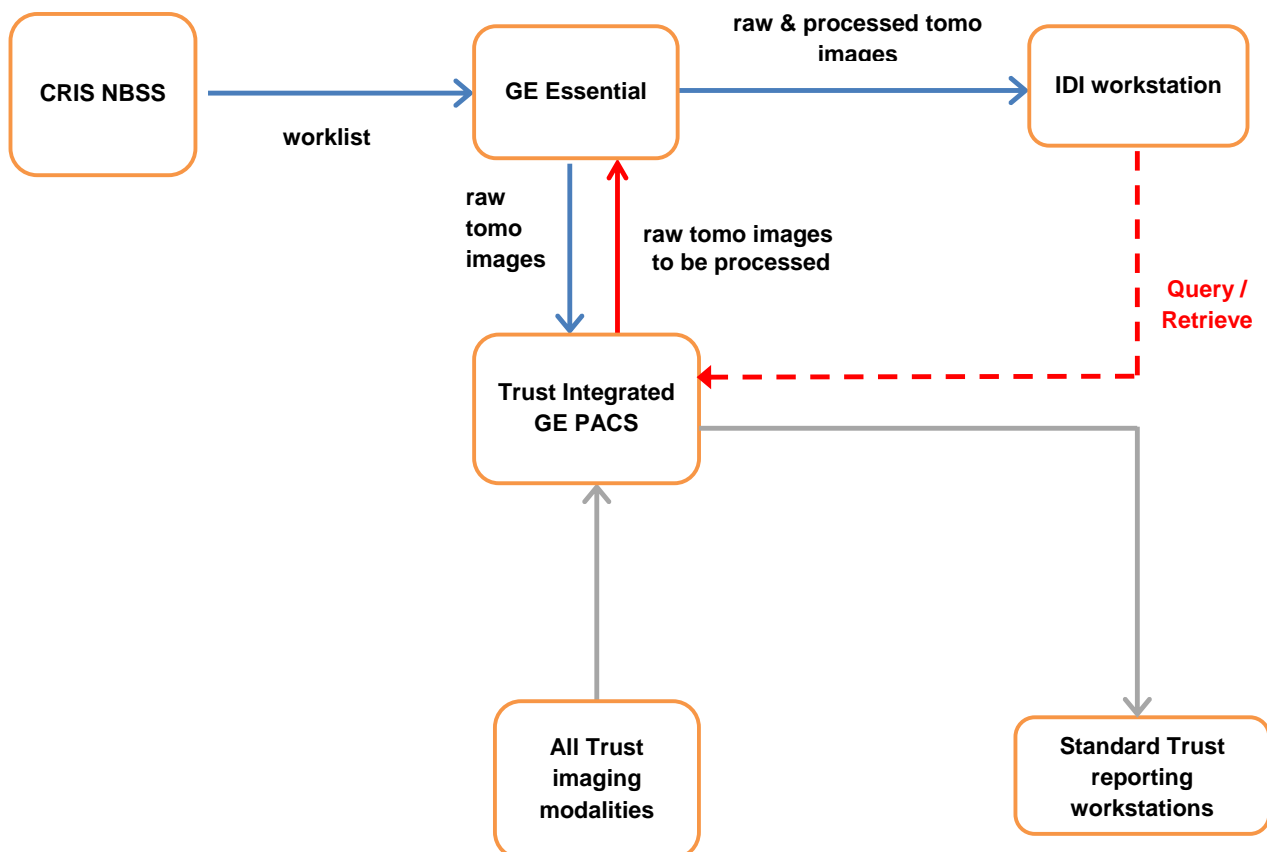 raw & processed tomo
images
CRIS NBSS
GE Essential
IDI workstation
worklist
raw
tomo
images
raw tomo images
to be processed
Query /
Retrieve
Trust Integrated
GE PACS
All Trust
imaging
modalities
Standard Trust
reporting
workstations